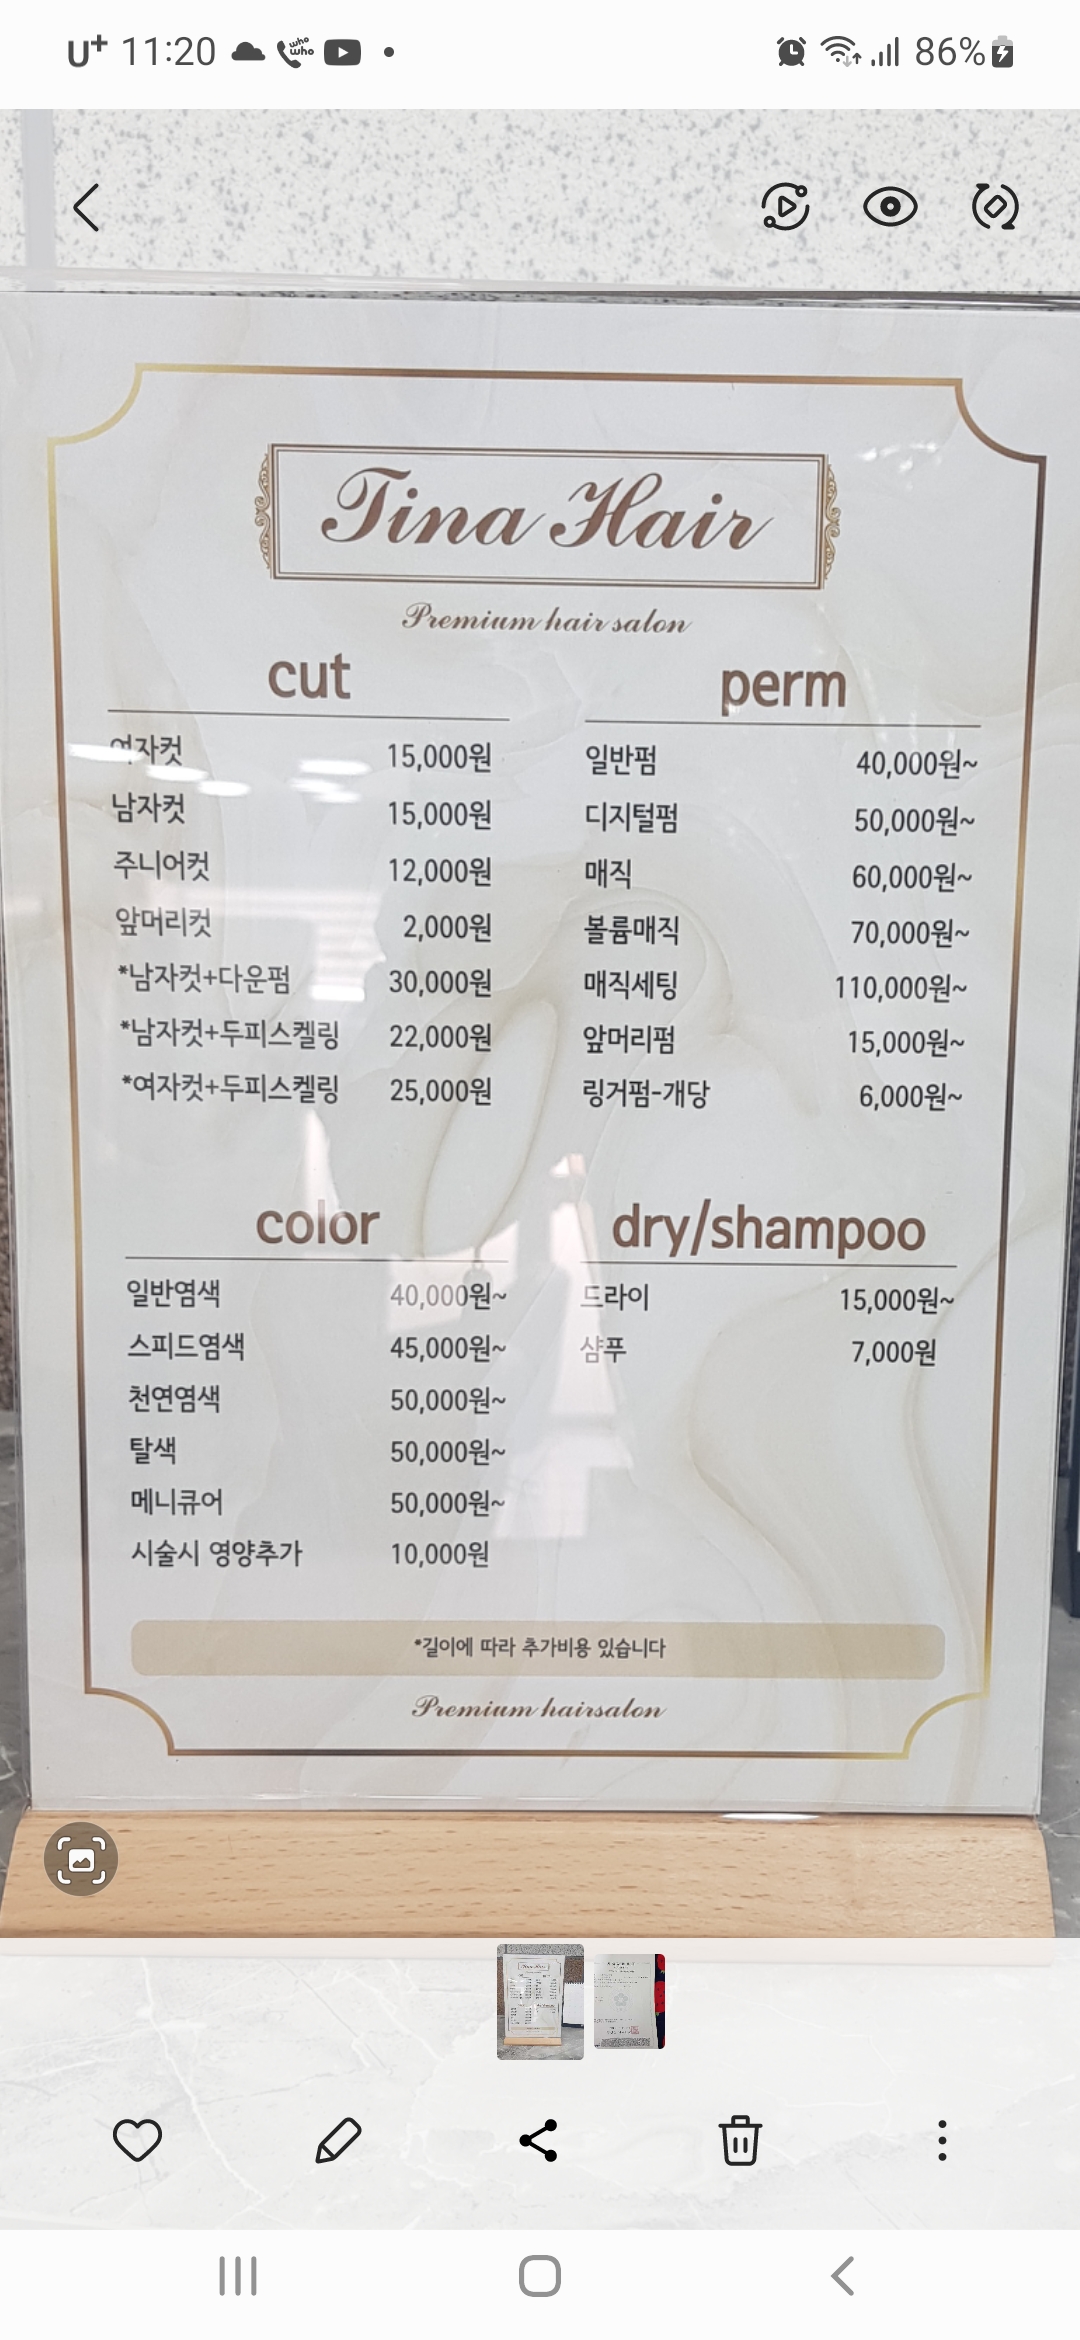 U+ 11:20 86%
Tina Hair
Premium hair salon
cut
여자컷 15,000원
남자컷 15,000원
주니어컷 12,000원
앞머리컷 2,000원
*남자컷+다운펌 30,000원
*남자컷+두피스켈링 22,000원
*여자컷+두피스켈링 25,000원
perm
일반펌 40,000원~
디지털펌 50,000원~
매직 60,000원~
볼륨매직 70,000원~
매직세팅 110,000원~
앞머리펌 15,000원~
링거펌-개당 6,000원~
color
일반염색 40,000원~
스피드염색 45,000원~
천연염색 50,000원~
탈색 50,000원~
메니큐어 50,000원~
시술시 영양추가 10,000원
dry/shampoo
드라이 15,000원~
샴푸 7,000원
*길이에 따라 추가비용 있습니다
Premium hairsalon